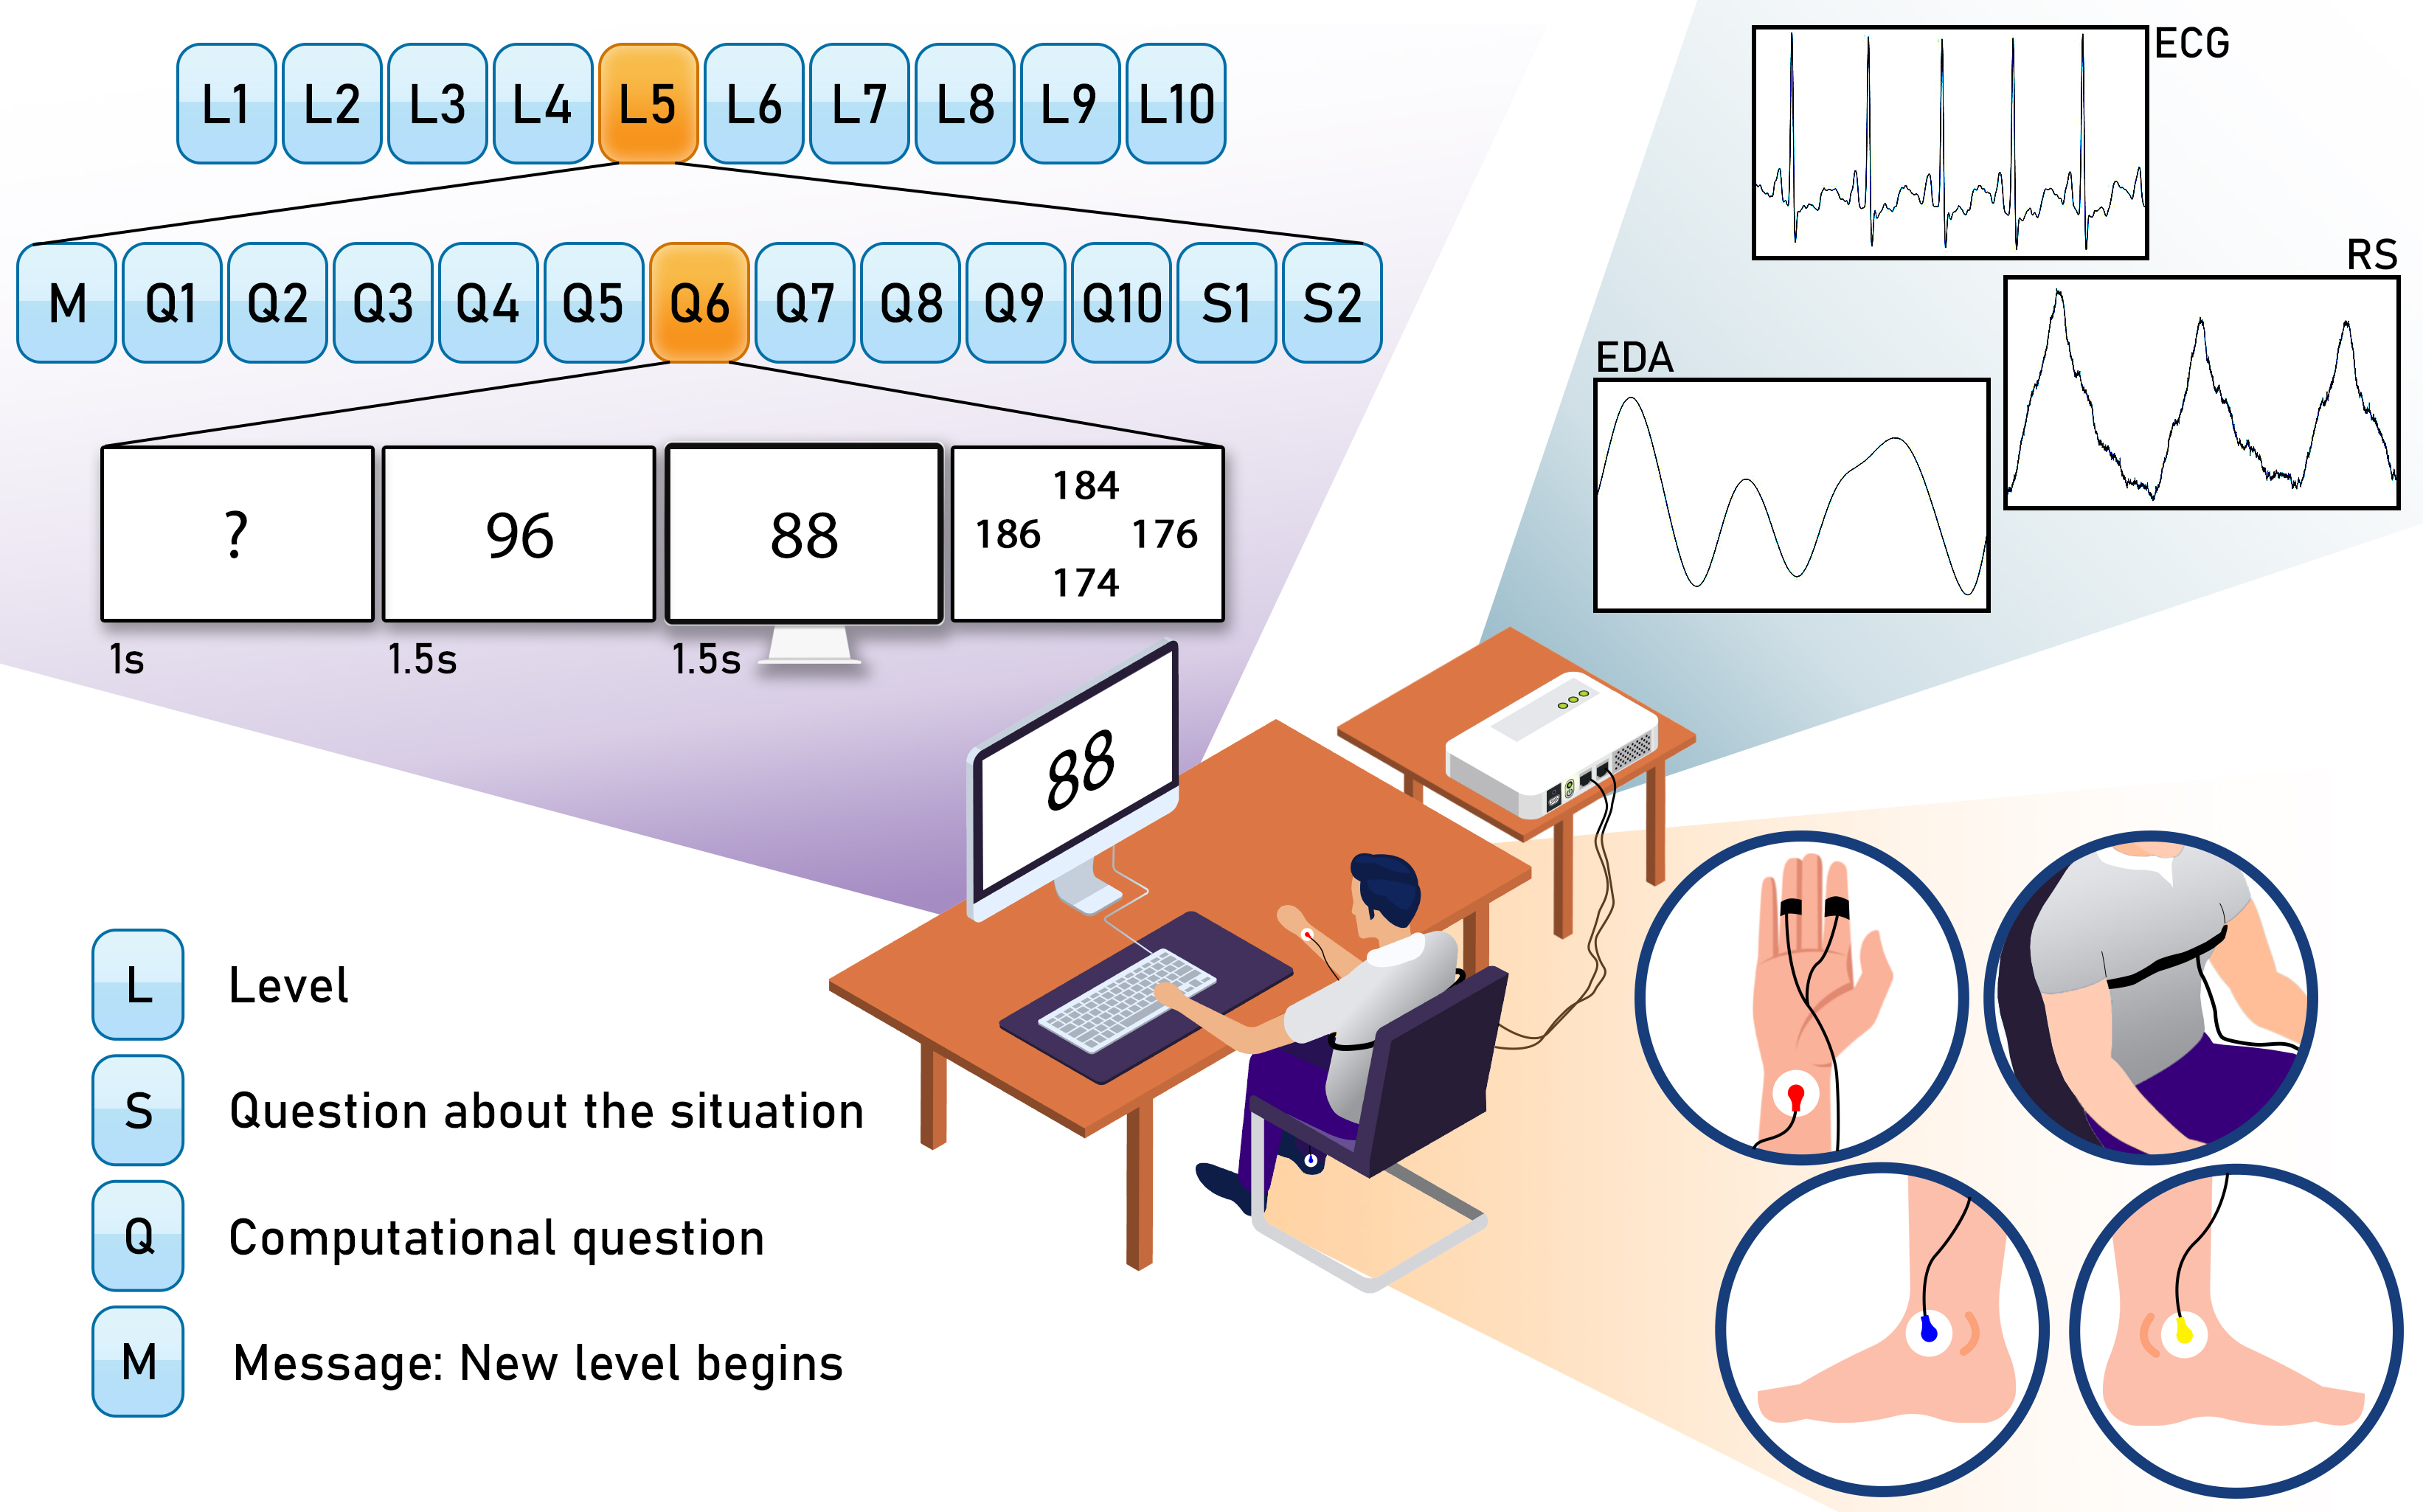 L1 L2 L3 L4 L5 L6 L7 L8 L9 L10
M Q1 Q2 Q3 Q4 Q5 Q6 Q7 Q8 Q9 Q10 S1 S2
?
96
88
184
186 176
174
1s 1.5s 1.5s
ECG
RS
EDA
88
L Level
S Question about the situation
Q Computational question
M Message: New level begins